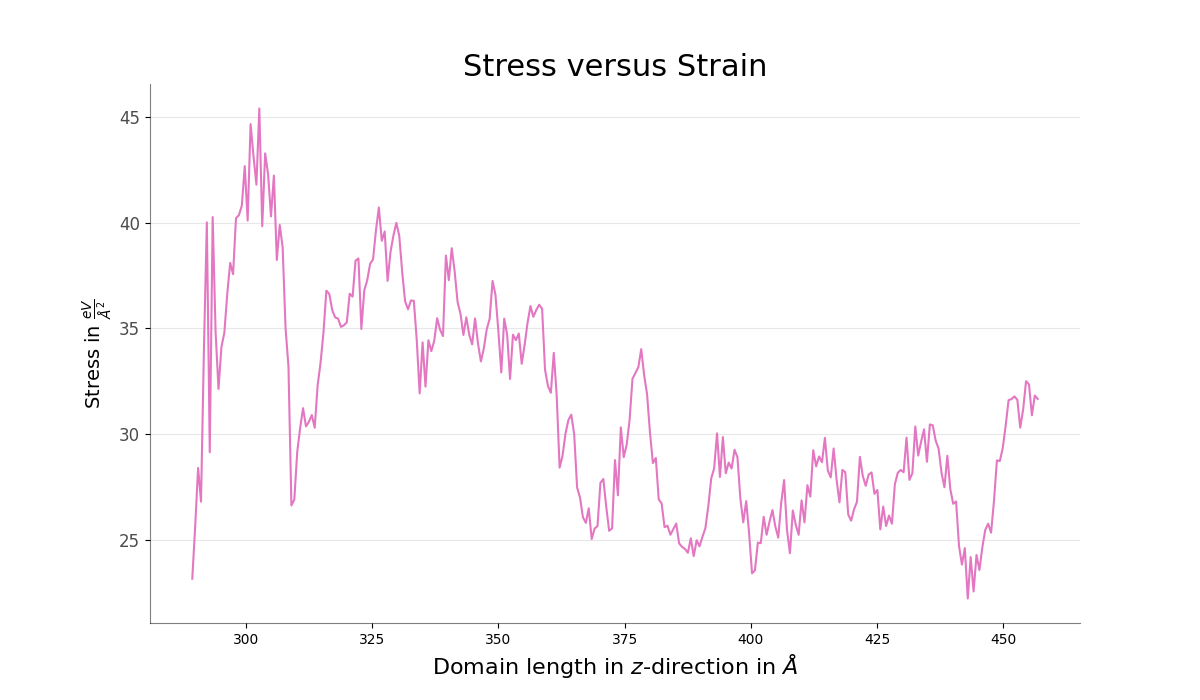 Stress versus Strain
45
40
35
30
25
Stress in eV/Å²
300 325 350 375 400 425 450
Domain length in z-direction in Å